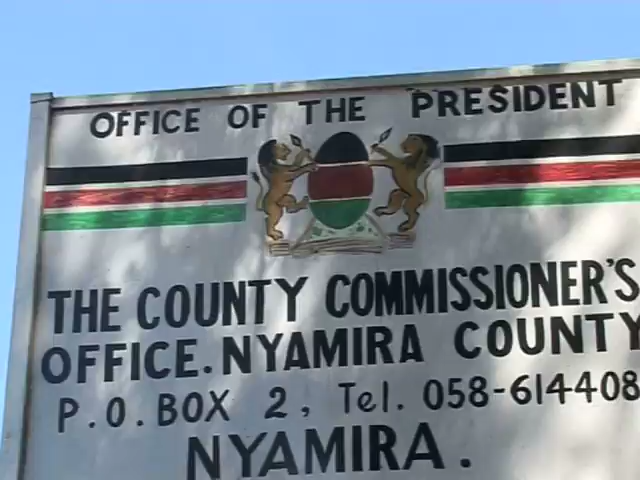 OFFICE OF THE PRESIDENT
THE COUNTY COMMISSIONER'S
OFFICE. NYAMIRA COUNTY
P.O. BOX 2, Tel. 058-614408
NYAMIRA.